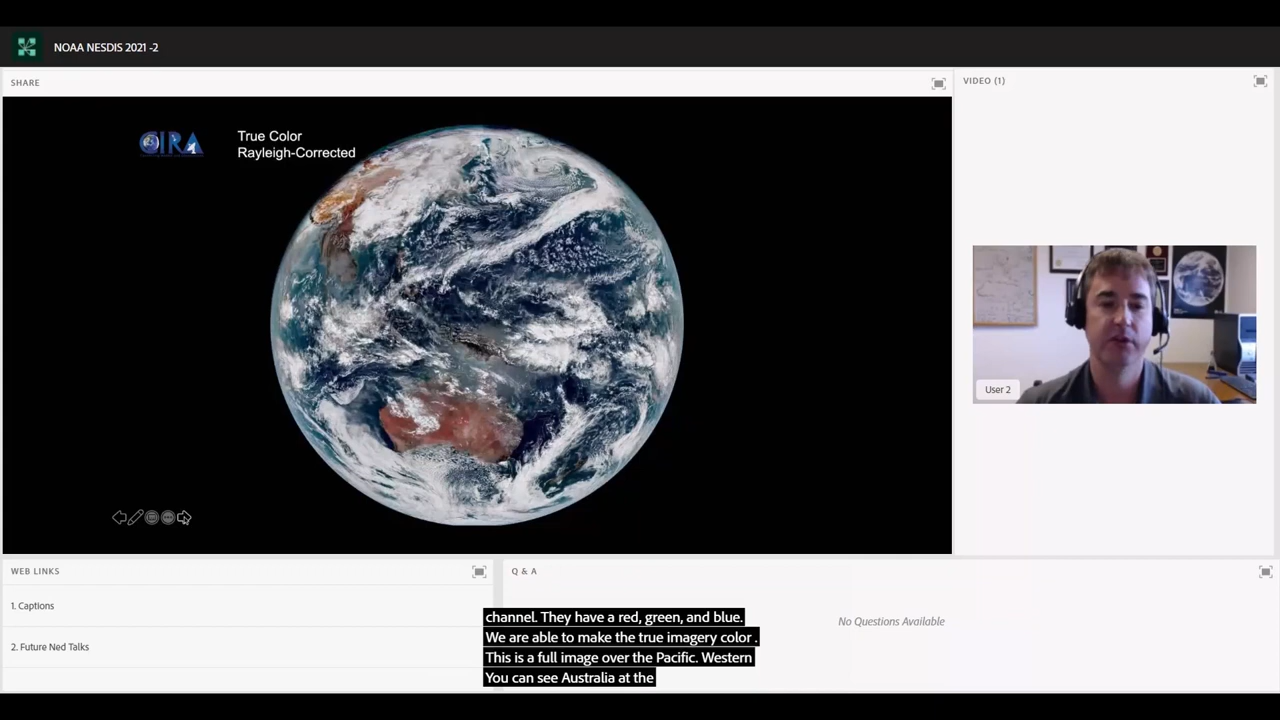 NOAA NESDIS 2021 -2
SHARE
VIDEO (1)
CIRA
True Color
Rayleigh-Corrected
User 2
WEB LINKS
1. Captions
2. Future Ned Talks
Q & A
No Questions Available
channel. They have a red, green, and blue.
We are able to make the true imagery color .
This is a full image over the Pacific. Western
You can see Australia at the